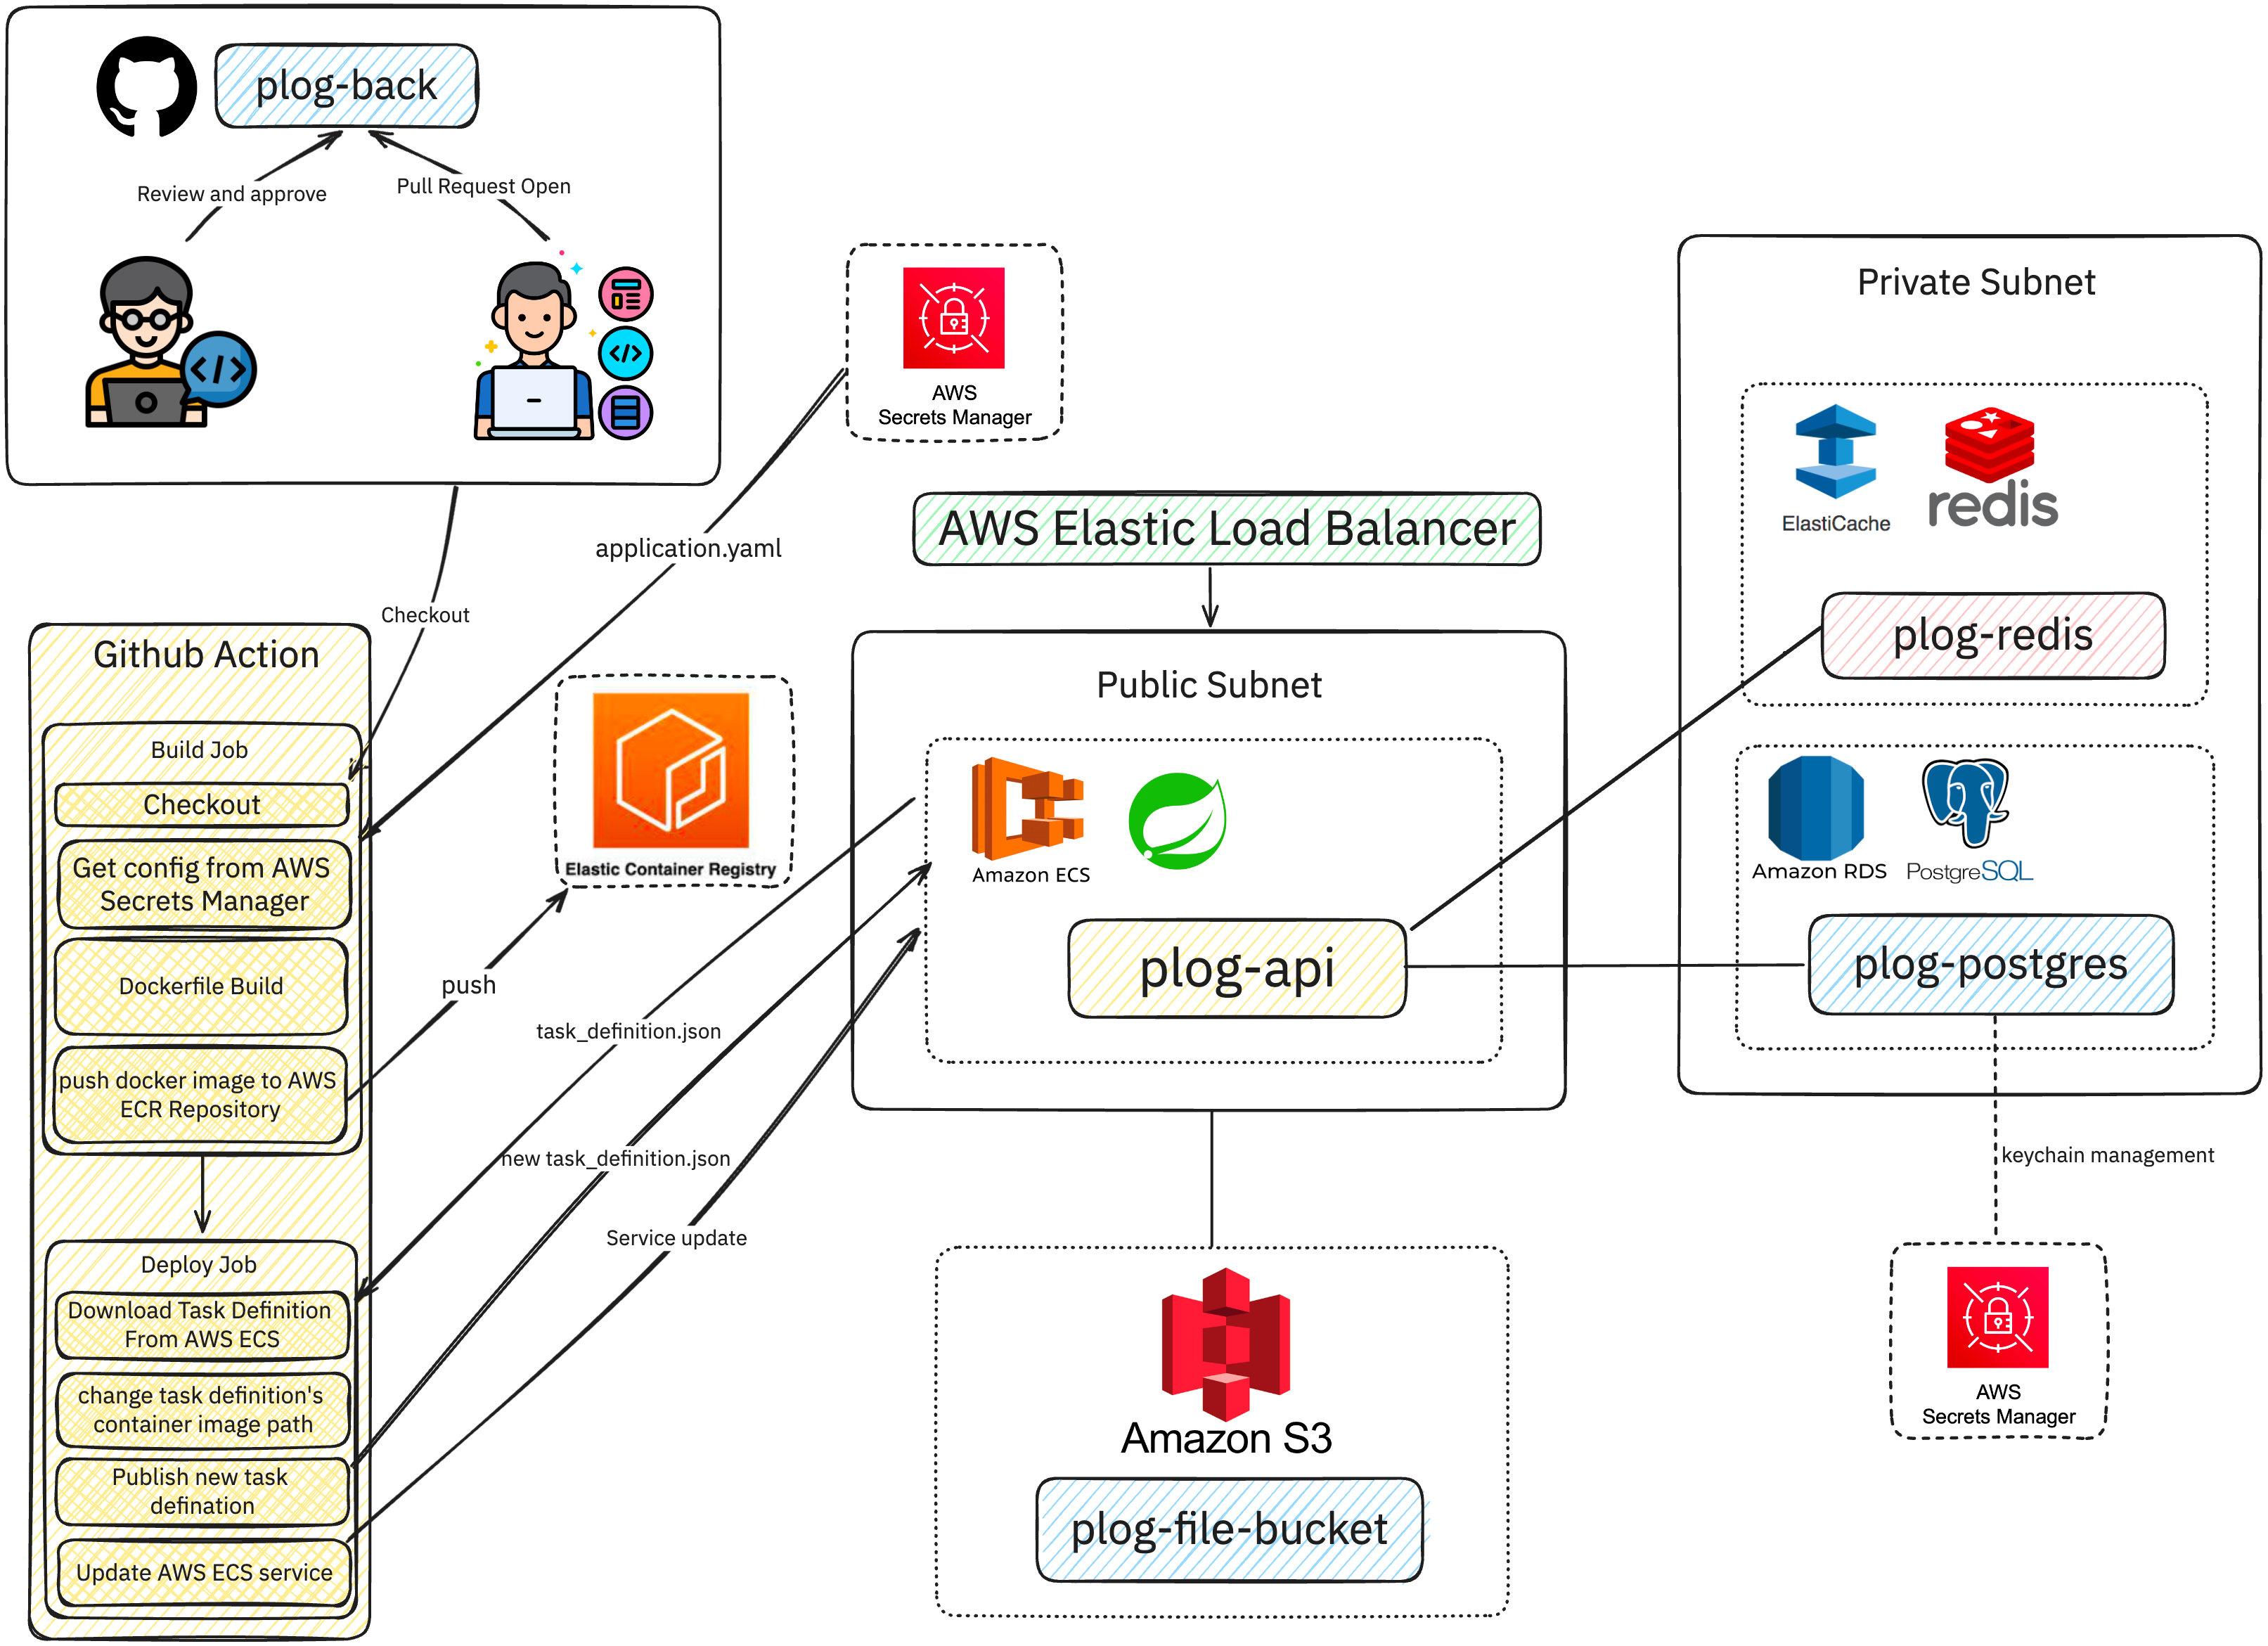 plog-back
Review and approve
Pull Request Open
AWS
Secrets Manager
application.yaml
Checkout
Github Action
Build Job
Checkout
Get config from AWS
Secrets Manager
Dockerfile Build
push docker image to AWS
ECR Repository
Deploy Job
Download Task Definition
From AWS ECS
change task definition's
container image path
Publish new task
defination
Update AWS ECS service
Elastic Container Registry
push
task_definition.json
new task_definition.json
Service update
AWS Elastic Load Balancer
Public Subnet
Amazon ECS
plog-api
Amazon S3
plog-file-bucket
Private Subnet
ElastiCache
redis
plog-redis
Amazon RDS
PostgreSQL
plog-postgres
keychain management
AWS
Secrets Manager